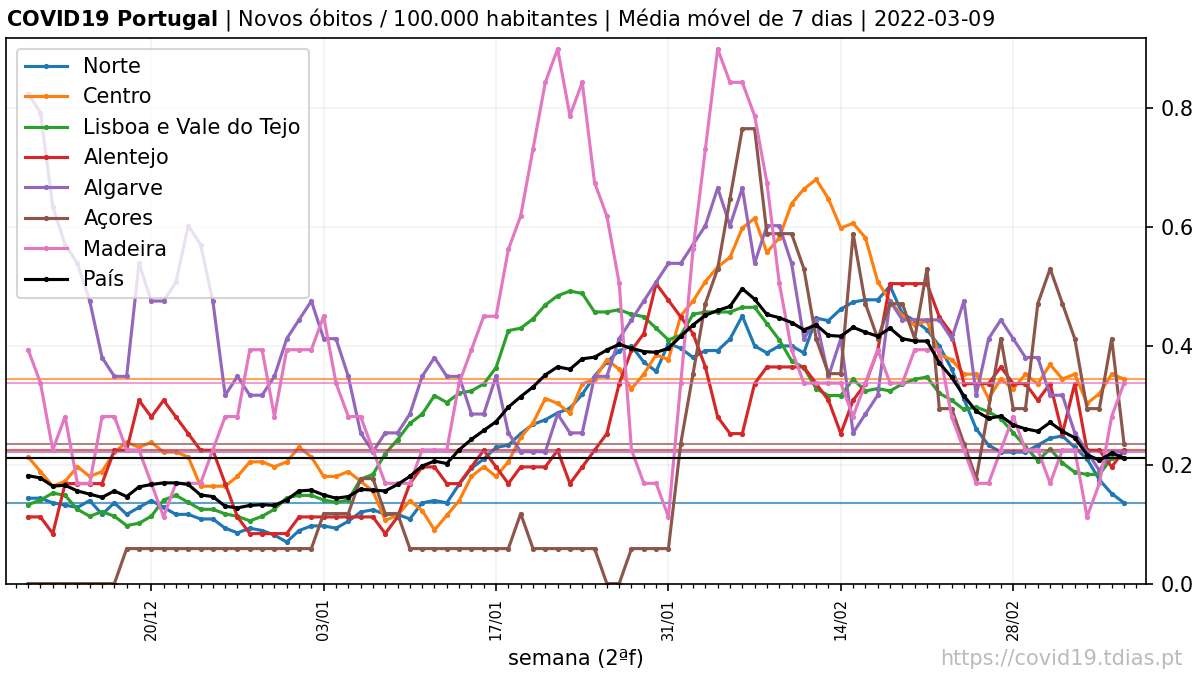 COVID19 Portugal | Novos óbitos / 100.000 habitantes | Média móvel de 7 dias | 2022-03-09
Norte
Centro
Lisboa e Vale do Tejo
Alentejo
Algarve
Açores
Madeira
País
0.8
0.6
0.4
0.2
0.0
20/12
03/01
17/01
31/01
14/02
28/02
semana (2ªf)
https://covid19.tdias.pt